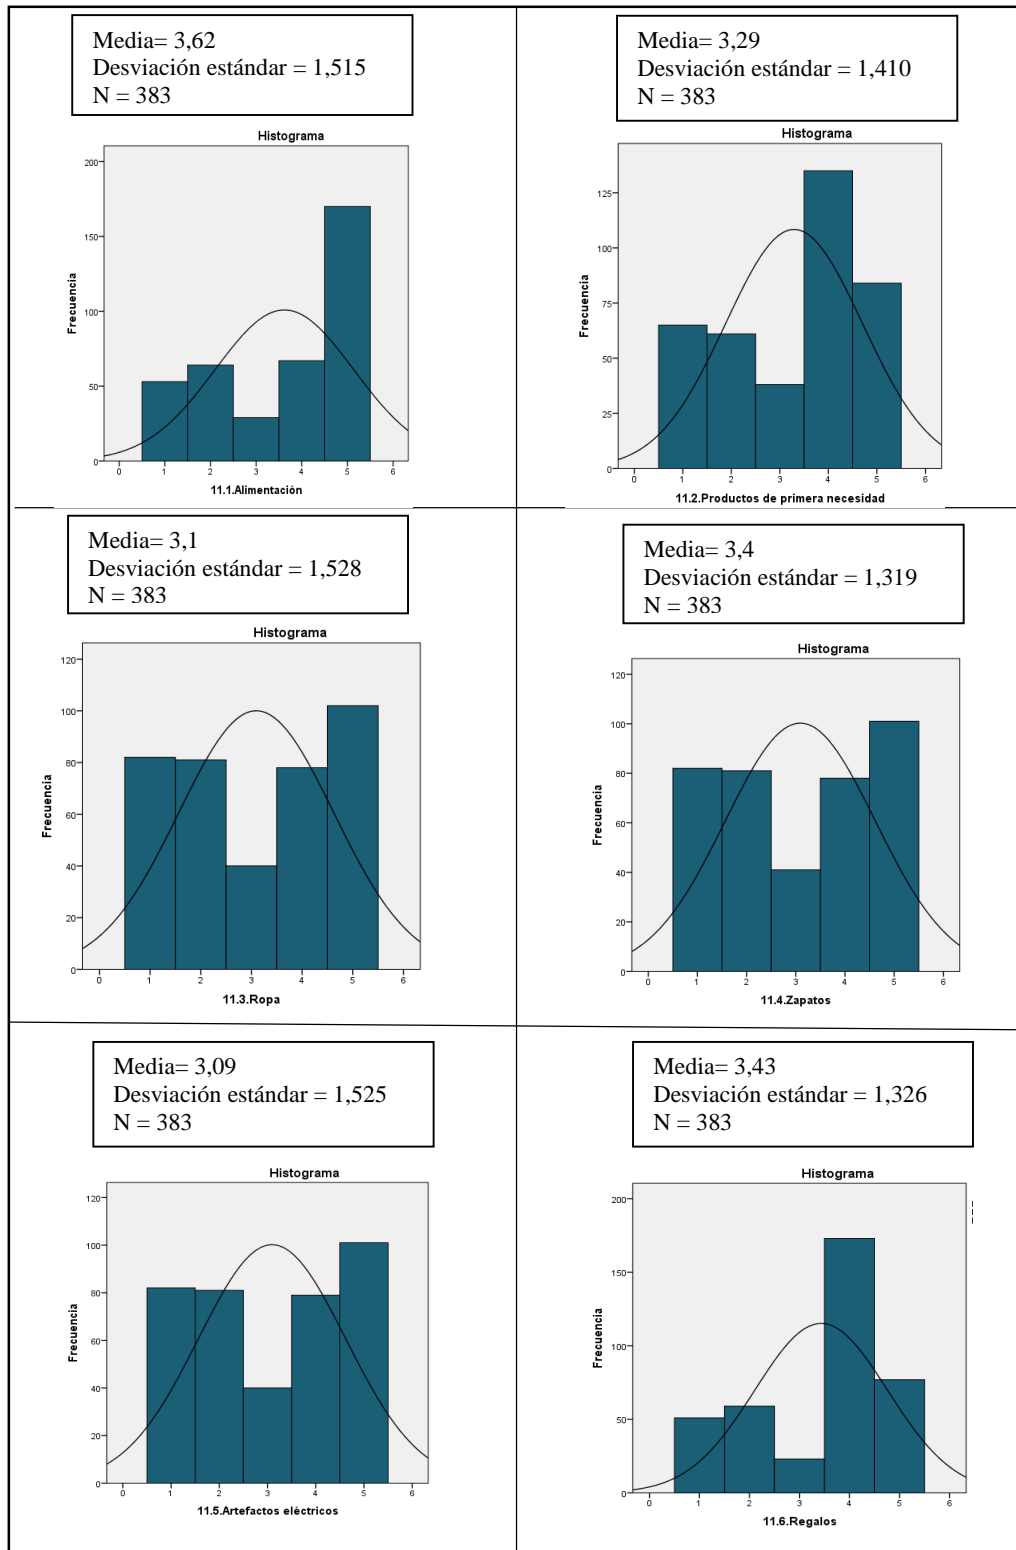 Media= 3,62
Desviación estándar = 1,515
N = 383
Histograma
200
150
100
50
0
Frecuencia
0 1 2 3 4 5 6
11.1.Alimentación
Media= 3,29
Desviación estándar = 1,410
N = 383
Histograma
125
100
75
50
25
0
Frecuencia
0 1 2 3 4 5 6
11.2.Productos de primera necesidad
Media= 3,1
Desviación estándar = 1,528
N = 383
Histograma
120
100
80
60
40
20
0
Frecuencia
0 1 2 3 4 5 6
11.3.Ropa
Media= 3,4
Desviación estándar = 1,319
N = 383
Histograma
120
100
80
60
40
20
0
Frecuencia
0 1 2 3 4 5 6
11.4.Zapatos
Media= 3,09
Desviación estándar = 1,525
N = 383
Histograma
120
100
80
60
40
20
0
Frecuencia
0 1 2 3 4 5 6
11.5.Artefactos eléctricos
Media= 3,43
Desviación estándar = 1,326
N = 383
Histograma
200
150
100
50
0
Frecuencia
0 1 2 3 4 5 6
11.6.Regalos